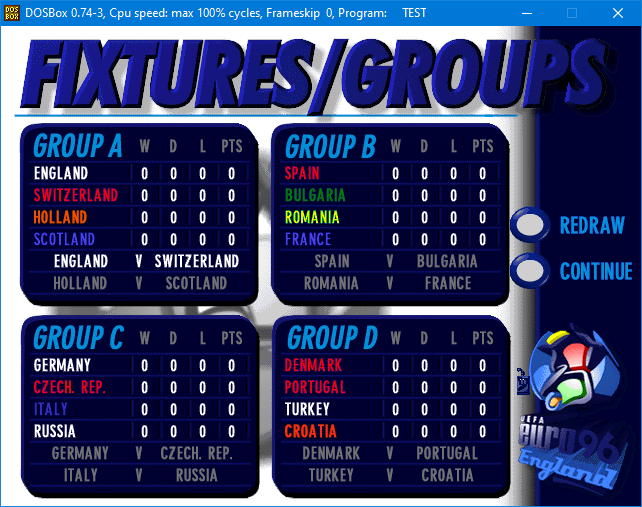 DOSBox 0.74-3, Cpu speed: max 100% cycles, Frameskip 0, Program: TEST
FIXTURES/GROUPS
GROUP A W D L PTS
ENGLAND 0 0 0 0
SWITZERLAND 0 0 0 0
HOLLAND 0 0 0 0
SCOTLAND 0 0 0 0
ENGLAND V SWITZERLAND
HOLLAND V SCOTLAND
GROUP B W D L PTS
SPAIN 0 0 0 0
BULGARIA 0 0 0 0
ROMANIA 0 0 0 0
FRANCE 0 0 0 0
SPAIN V BULGARIA
ROMANIA V FRANCE
REDRAW
CONTINUE
GROUP C W D L PTS
GERMANY 0 0 0 0
CZECH. REP. 0 0 0 0
ITALY 0 0 0 0
RUSSIA 0 0 0 0
GERMANY V CZECH. REP.
ITALY V RUSSIA
GROUP D W D L PTS
DENMARK 0 0 0 0
PORTUGAL 0 0 0 0
TURKEY 0 0 0 0
CROATIA 0 0 0 0
DENMARK V PORTUGAL
TURKEY V CROATIA
UEFA
euro 96
England